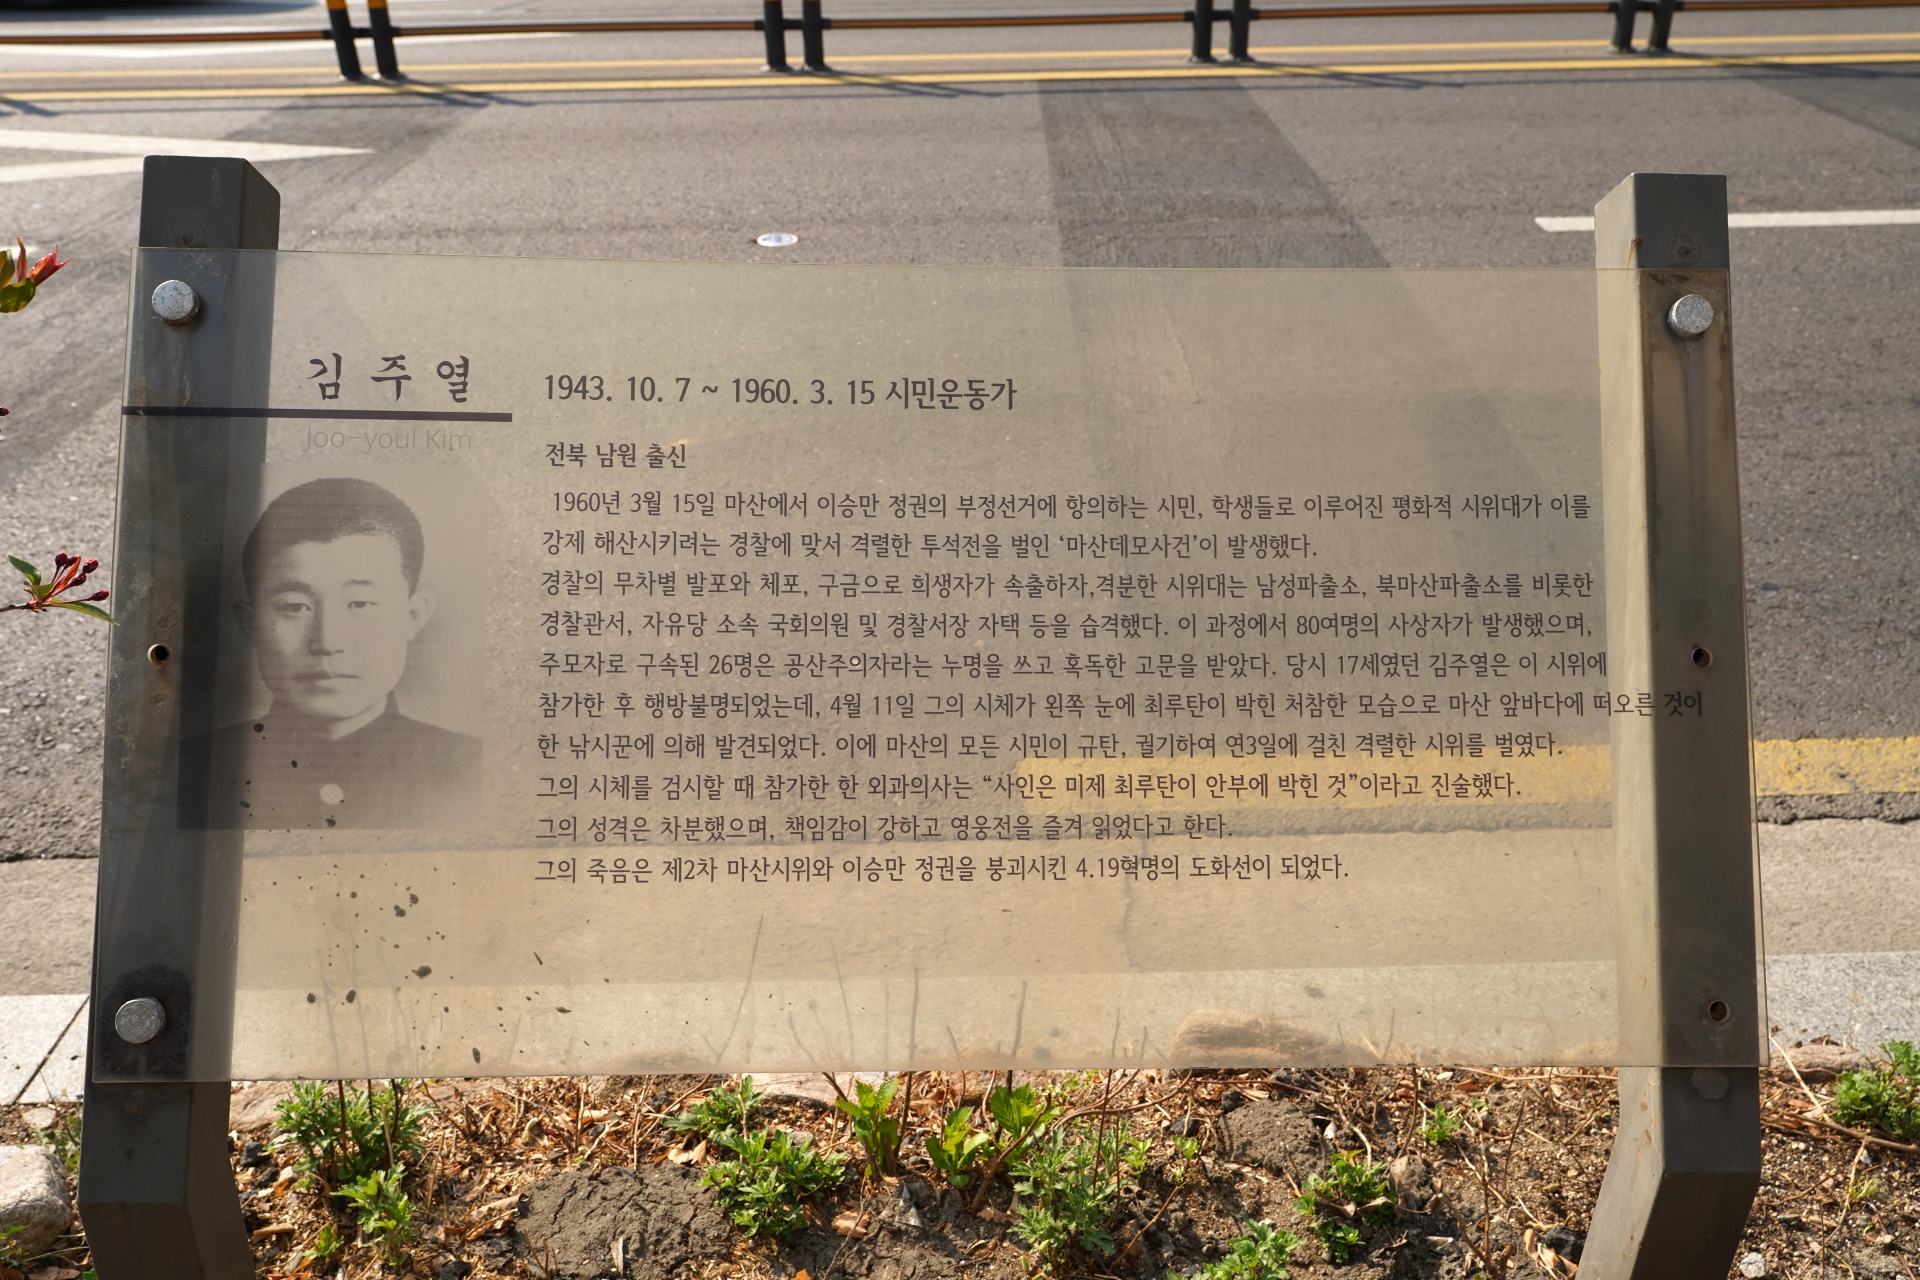 김 주 열
Joo-youl Kim
1943. 10. 7 ~ 1960. 3. 15 시민운동가
전북 남원 출신
1960년 3월 15일 마산에서 이승만 정권의 부정선거에 항의하는 시민, 학생들로 이루어진 평화적 시위대가 이를
강제 해산시키려는 경찰에 맞서 격렬한 투석전을 벌인 ‘마산데모사건’이 발생했다.
경찰의 무차별 발포와 체포, 구금으로 희생자가 속출하자,격분한 시위대는 남성파출소, 북마산파출소를 비롯한
경찰관서, 자유당 소속 국회의원 및 경찰서장 자택 등을 습격했다. 이 과정에서 80여명의 사상자가 발생했으며,
주모자로 구속된 26명은 공산주의자라는 누명을 쓰고 혹독한 고문을 받았다. 당시 17세였던 김주열은 이 시위에
참가한 후 행방불명되었는데, 4월 11일 그의 시체가 왼쪽 눈에 최루탄이 박힌 처참한 모습으로 마산 앞바다에 떠오른 것이
한 낚시꾼에 의해 발견되었다. 이에 마산의 모든 시민이 규탄, 궐기하여 연3일에 걸친 격렬한 시위를 벌였다.
그의 시체를 검시할 때 참가한 한 외과의사는 “사인은 미제 최루탄이 안부에 박힌 것”이라고 진술했다.
그의 성격은 차분했으며, 책임감이 강하고 영웅전을 즐겨 읽었다고 한다.
그의 죽음은 제2차 마산시위와 이승만 정권을 붕괴시킨 4.19혁명의 도화선이 되었다.